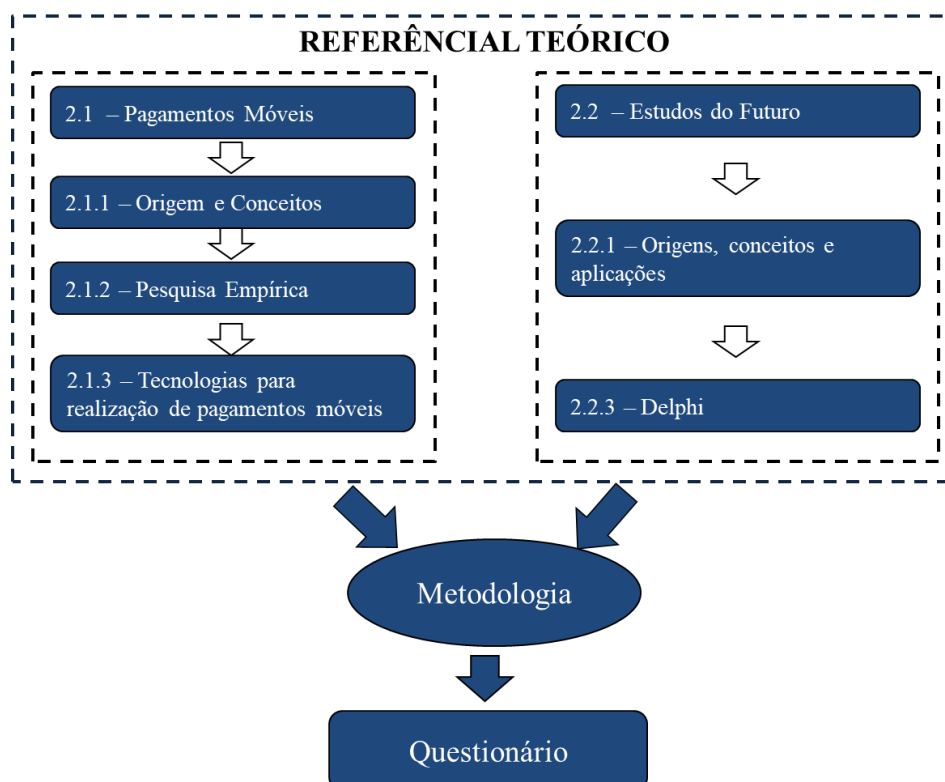 REFERÊNCIAL TEÓRICO
2.1 – Pagamentos Móveis
2.1.1 – Origem e Conceitos
2.1.2 – Pesquisa Empírica
2.1.3 – Tecnologias para
realização de pagamentos móveis
2.2 – Estudos do Futuro
2.2.1 – Origens, conceitos e
aplicações
2.2.3 – Delphi
Metodologia
Questionário